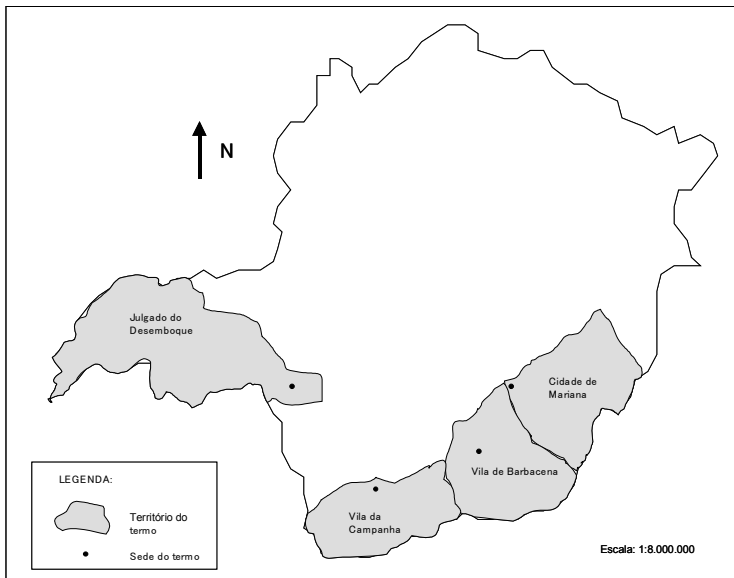 N
Julgado do
Desemboque
Cidade de
Mariana
Vila de Barbacena
Vila da
Campanha
LEGENDA:
Território do
termo
Sede do termo
Escala: 1:8.000.000